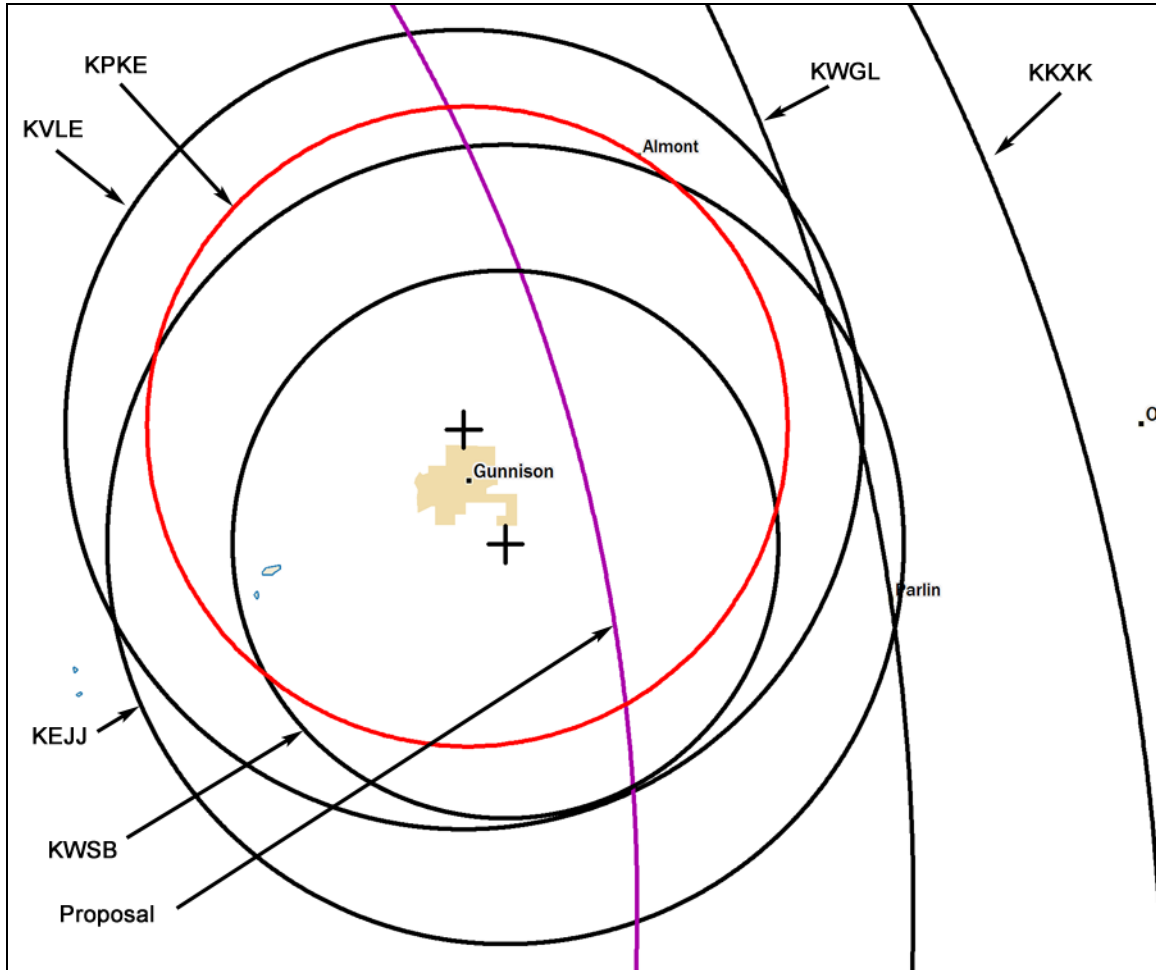 KPKE
KWGL
KKXK
KVLE
Almont
O
Gunnison
Parlin
KEJJ
KWSB
Proposal